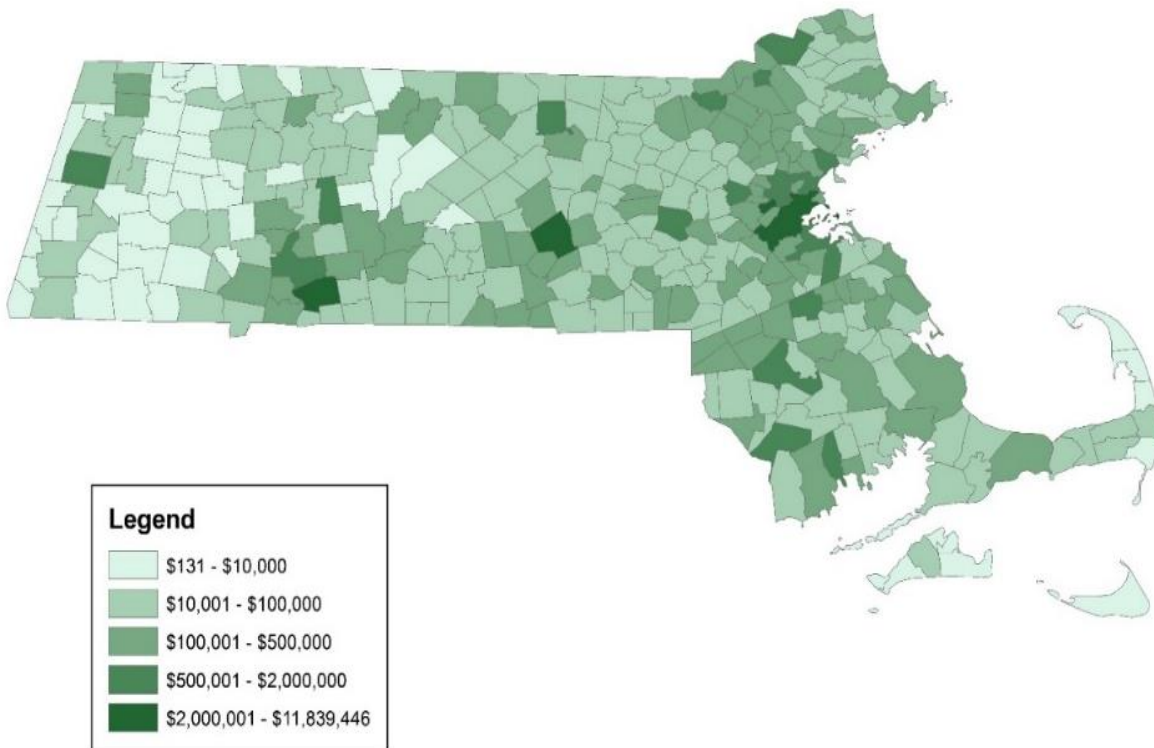 Legend
$131 - $10,000
$10,001 - $100,000
$100,001 - $500,000
$500,001 - $2,000,000
$2,000,001 - $11,839,446